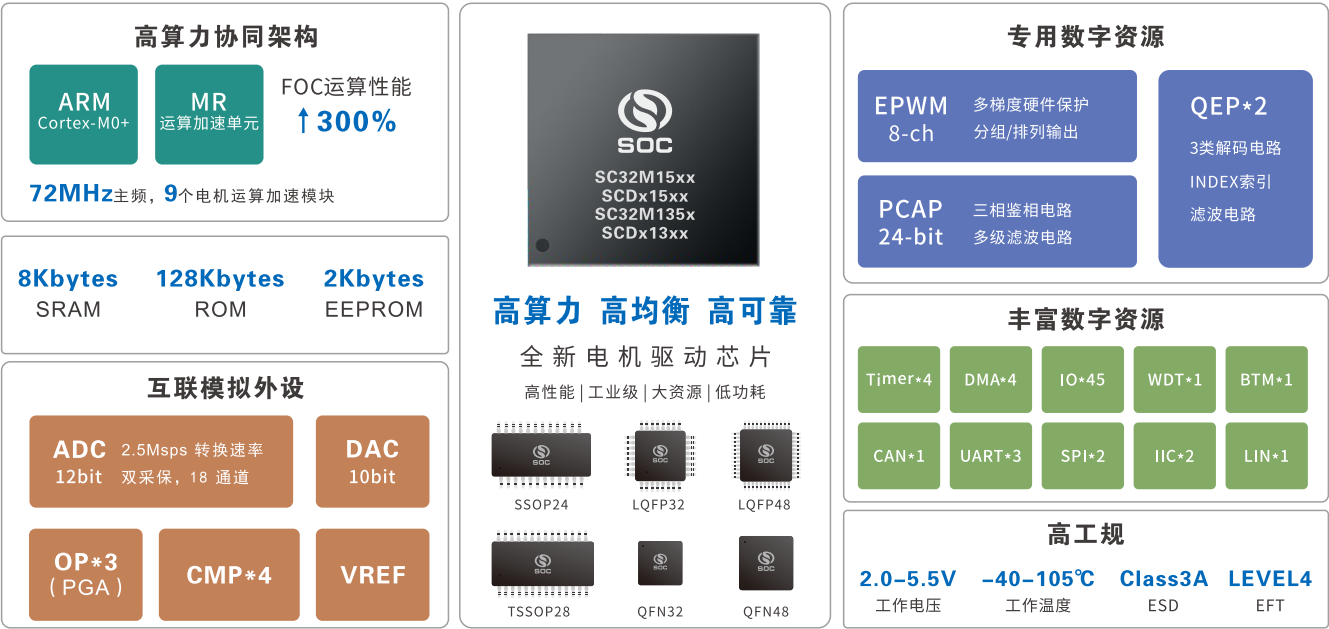 高算力协同架构
ARM
Cortex-M0+
MR
运算加速单元
FOC运算性能
↑300%
72MHz主频，9个电机运算加速模块
8Kbytes
SRAM
128Kbytes
ROM
2Kbytes
EEPROM
互联模拟外设
ADC
12bit
2.5Msps 转换速率
双采保，18 通道
DAC
10bit
OP*3
(PGA)
CMP*4
VREF
SOC
SC32M15xx
SCDx15xx
SC32M135x
SCDx13xx
高算力 高均衡 高可靠
全新电机驱动芯片
高性能|工业级|大资源|低功耗
SOC
SSOP24
SOC
LQFP32
SOC
LQFP48
SOC
TSSOP28
SOC
QFN32
SOC
QFN48
专用数字资源
EPWM
8-ch
多梯度硬件保护
分组/排列输出
PCAP
24-bit
三相鉴相电路
多级滤波电路
QEP*2
3类解码电路
INDEX索引
滤波电路
丰富数字资源
Timer*4
DMA*4
IO*45
WDT*1
BTM*1
CAN*1
UART*3
SPI*2
IIC*2
LIN*1
高工规
2.0-5.5V
工作电压
-40-105℃
工作温度
Class3A
ESD
LEVEL4
EFT